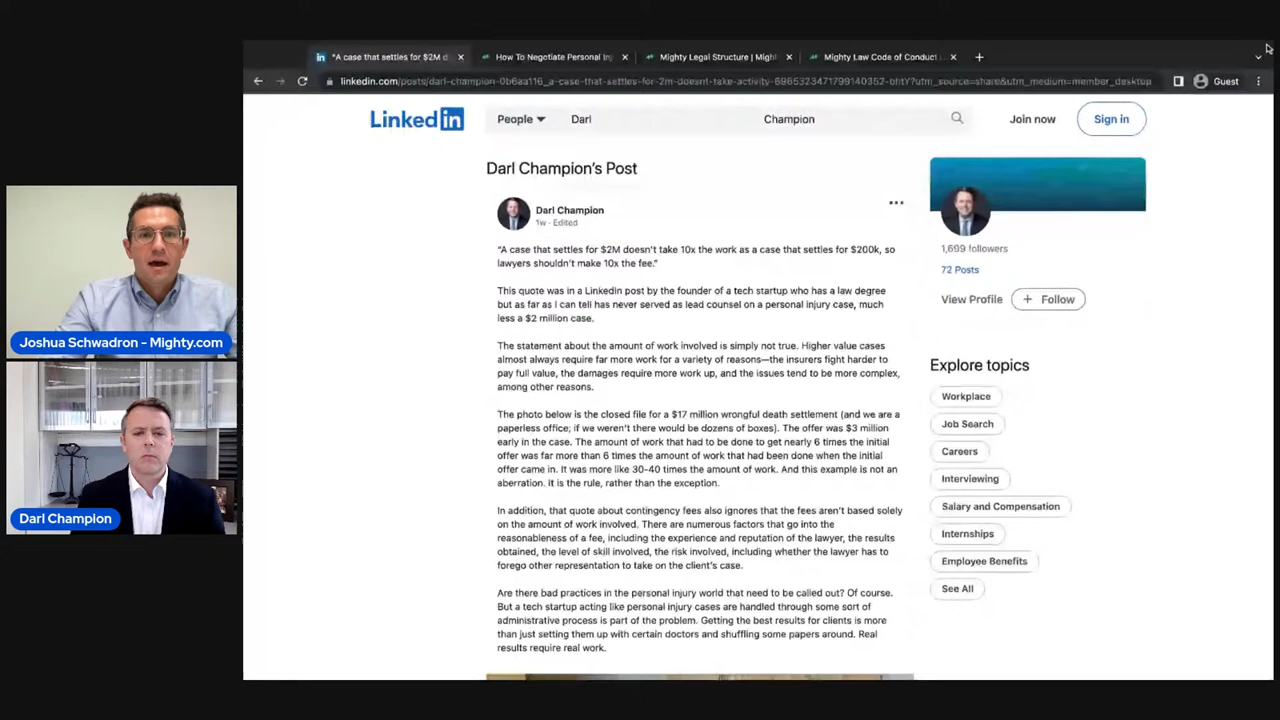 "A case that settles for $2M d
How To Negotiate Personal Inj
Mighty Legal Structure | Migh
Mighty Law Code of Conduct
linkedin.com/posts/darl-champion-0b6aa116_a-case-that-settles-for-2m-doesnt-take-activity-6965323471799140352-bhtY?utm_source=share&utm_medium=member_desktop
Guest
Linkedin
People
Darl
Champion
Join now
Sign in
Darl Champion's Post
Darl Champion
1w · Edited
"A case that settles for $2M doesn't take 10x the work as a case that settles for $200k, so
lawyers shouldn't make 10x the fee."
This quote was in a LinkedIn post by the founder of a tech startup who has a law degree
but as far as I can tell has never served as lead counsel on a personal injury case, much
less a $2 million case.
The statement about the amount of work involved is simply not true. Higher value cases
almost always require far more work for a variety of reasons—the insurers fight harder to
pay full value, the damages require more work up, and the issues tend to be more complex,
among other reasons.
The photo below is the closed file for a $17 million wrongful death settlement (and we are a
paperless office; if we weren't there would be dozens of boxes). The offer was $3 million
early in the case. The amount of work that had to be done to get nearly 6 times the initial
offer was far more than 6 times the amount of work that had been done when the initial
offer came in. It was more like 30-40 times the amount of work. And this example is not an
aberration. It is the rule, rather than the exception.
In addition, that quote about contingency fees also ignores that the fees aren't based solely
on the amount of work involved. There are numerous factors that go into the
reasonableness of a fee, including the experience and reputation of the lawyer, the results
obtained, the level of skill involved, the risk involved, including whether the lawyer has to
forego other representation to take on the client's case.
Are there bad practices in the personal injury world that need to be called out? Of course.
But a tech startup acting like personal injury cases are handled through some sort of
administrative process is part of the problem. Getting the best results for clients is more
than just setting them up with certain doctors and shuffling some papers around. Real
results require real work.
1,699 followers
72 Posts
View Profile
+ Follow
Explore topics
Workplace
Job Search
Careers
Interviewing
Salary and Compensation
Internships
Employee Benefits
See All
Joshua Schwadron - Mighty.com
Darl Champion